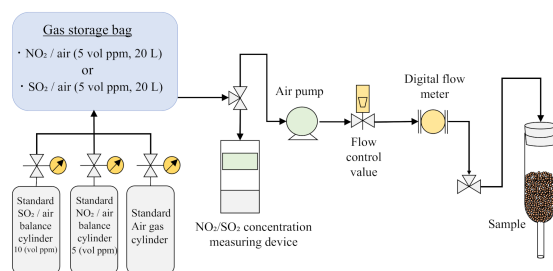 Gas storage bag
・NO₂ / air (5 vol ppm, 20 L)
or
・SO₂ / air (5 vol ppm, 20 L)
Air pump
Digital flow
meter
Flow
control
value
Standard
SO₂ / air
balance
cylinder
10 (vol ppm)
Standard
NO₂ / air
balance
cylinder
5 (vol ppm)
Standard
Air gas
cylinder
NO₂/SO₂ concentration
measuring device
Sample